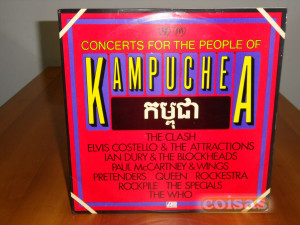 CONCERTS FOR THE PEOPLE OF
KAMPUCHEA
កម្ពុជា
THE CLASH
ELVIS COSTELLO & THE ATTRACTIONS
IAN DURY & THE BLOCKHEADS
PAUL McCARTNEY & WINGS
PRETENDERS QUEEN ROCKESTRA
ROCKPILE THE SPECIALS
THE WHO
coisas